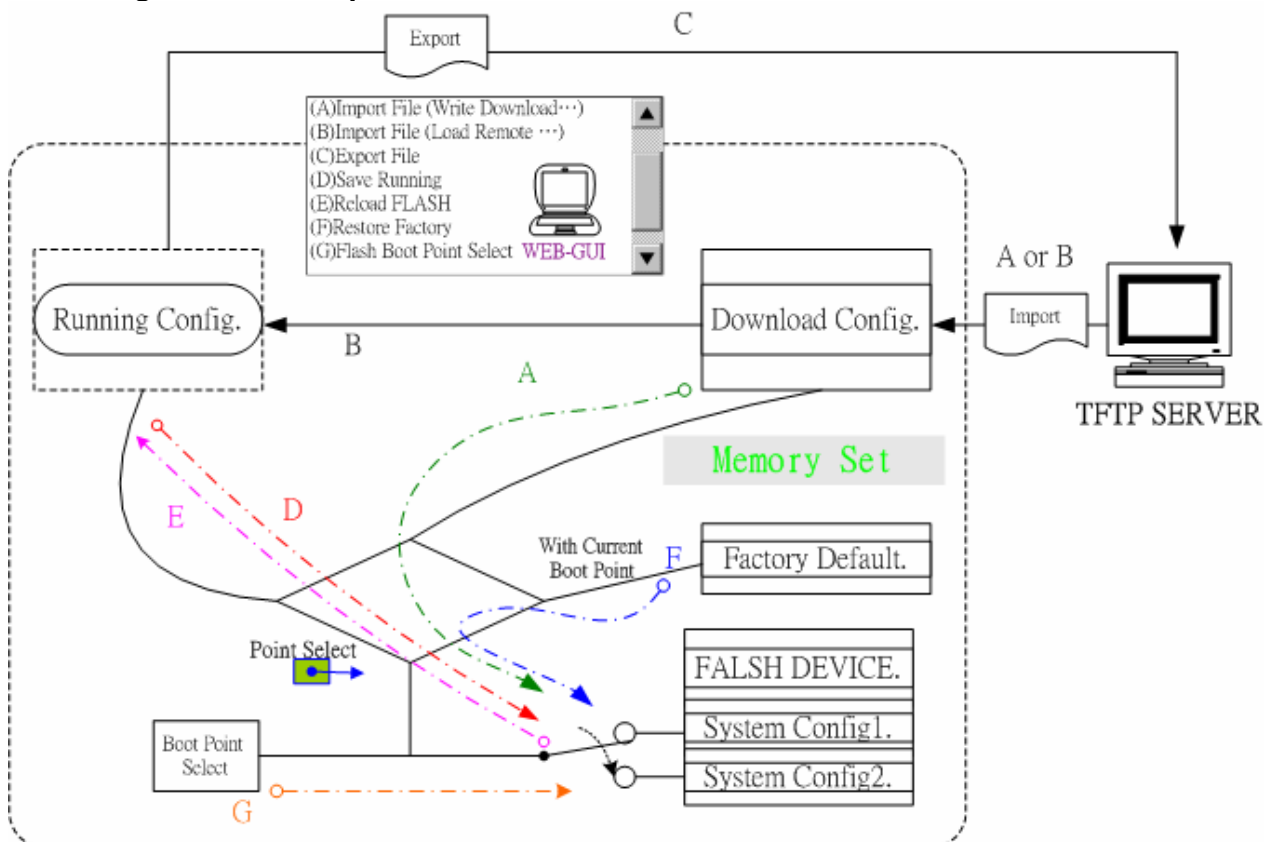 Export
C
(A)Import File (Write Download⋯)
(B)Import File (Load Remote ⋯)
(C)Export File
(D)Save Running
(E)Reload FLASH
(F)Restore Factory
(G)Flash Boot Point Select WEB-GUI
A or B
Running Config.
Download Config.
Import
B
A
TFTP SERVER
Memory Set
D
E
With Current
Boot Point
F
Factory Default.
Point Select
FALSH DEVICE.
System Config1.
Boot Point
Select
System Config2.
G